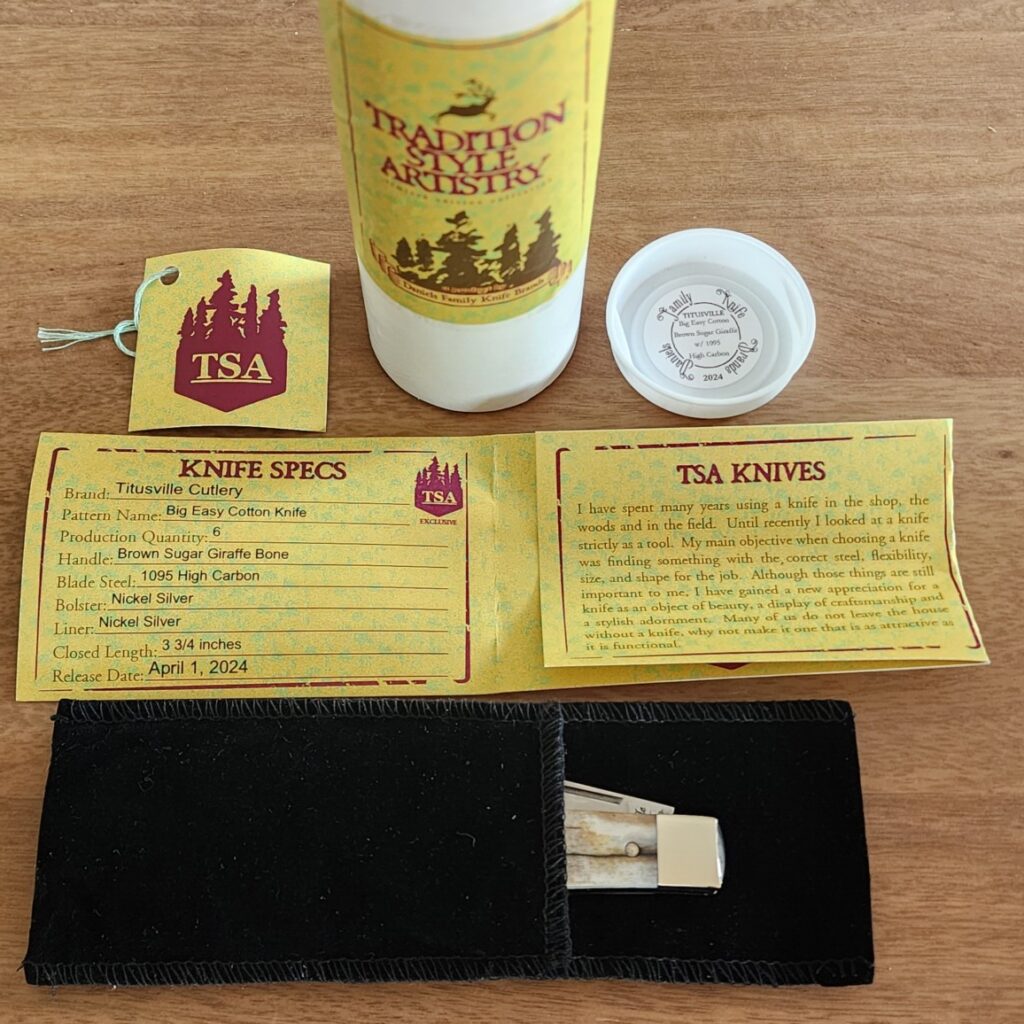 TRADITION
STYLE
ARTISTRY
Daniels Family Knife Brands
TSA
Family Knife
TITUSVILLE
Big Easy Cotton
Brown Sugar Giraffe
w/ 1095
High Carbon
Daniels Brands
2024
KNIFE SPECS
Brand: Titusville Cutlery
Pattern Name: Big Easy Cotton Knife
Production Quantity: 6
Handle: Brown Sugar Giraffe Bone
Blade Steel: 1095 High Carbon
Bolster: Nickel Silver
Liner: Nickel Silver
Closed Length: 3 3/4 inches
Release Date: April 1, 2024
TSA
EXCLUSIVE
TSA KNIVES
I have spent many years using a knife in the shop, the
woods and in the field. Until recently I looked at a knife
strictly as a tool. My main objective when choosing a knife
was finding something with the correct steel, flexibility,
size, and shape for the job. Although those things are still
important to me, I have gained a new appreciation for a
knife as an object of beauty, a display of craftsmanship and
a stylish adornment. Many of us do not leave the house
without a knife, why not make it one that is as attractive as
it is functional.